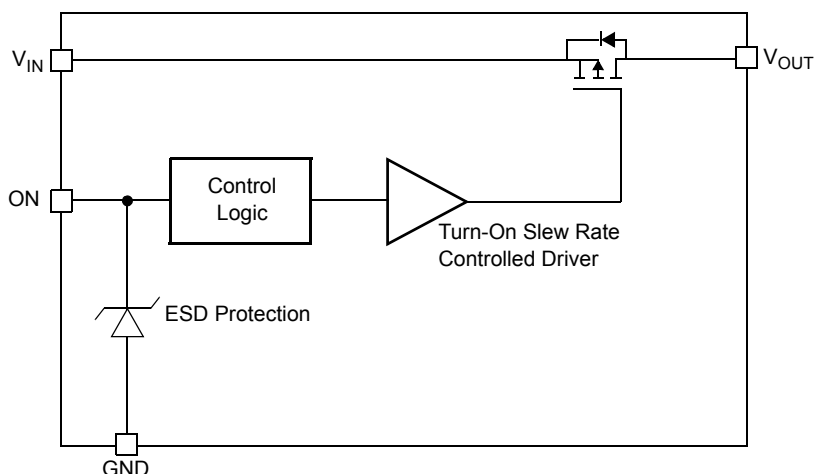 V_IN
V_OUT
ON
Control
Logic
Turn-On Slew Rate
Controlled Driver
ESD Protection
GND